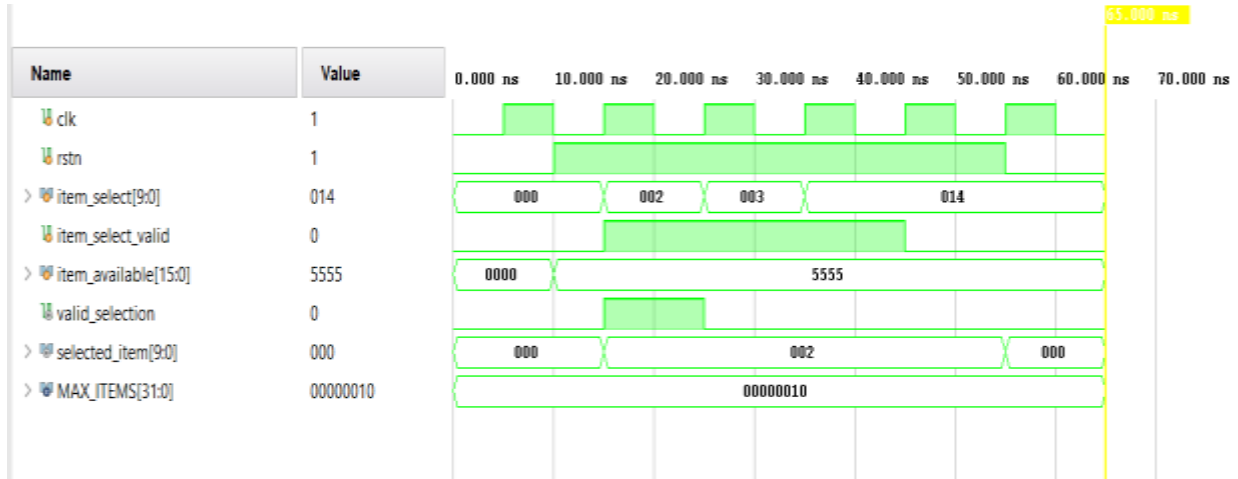 65.000 ns
Name Value 0.000 ns 10.000 ns 20.000 ns 30.000 ns 40.000 ns 50.000 ns 60.000 ns 70.000 ns
clk 1
rstn 1
item_select[9:0] 014 000 002 003 014
item_select_valid 0
item_available[15:0] 5555 0000 5555
valid_selection 0
selected_item[9:0] 000 000 002 000
MAX_ITEMS[31:0] 00000010 00000010